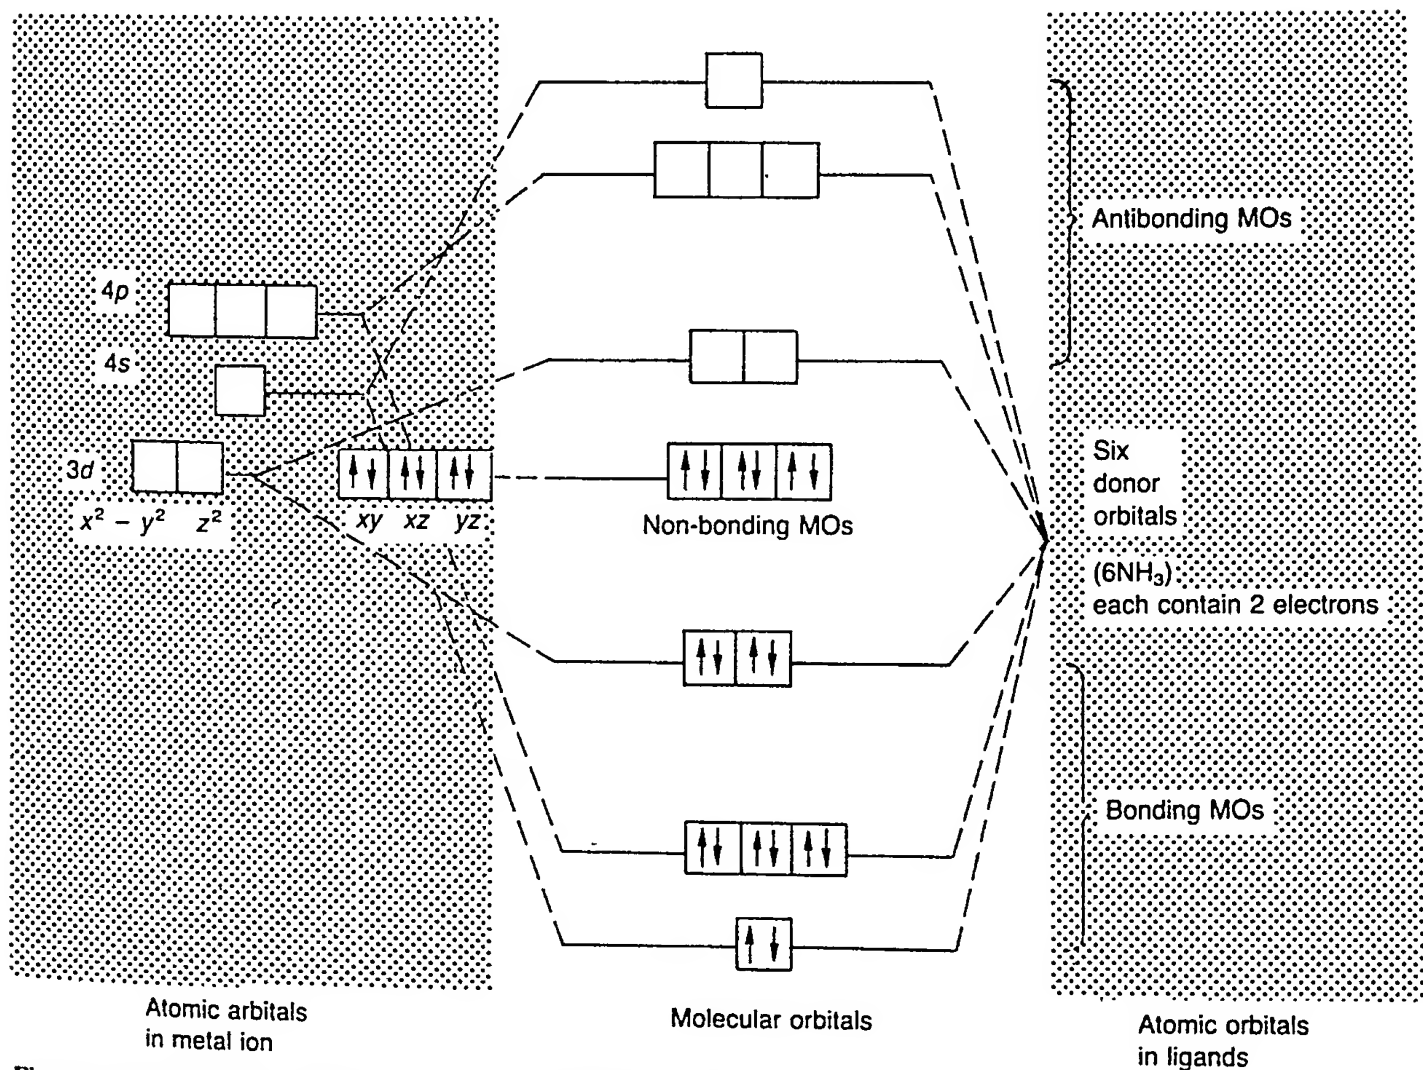 Antibonding MOs
4p
4s
3d
x² − y² z²
xy xz yz
Non-bonding MOs
Six
donor
orbitals
(6NH₃)
each contain 2 electrons
Bonding MOs
Atomic arbitals
in metal ion
Molecular orbitals
Atomic orbitals
in ligands